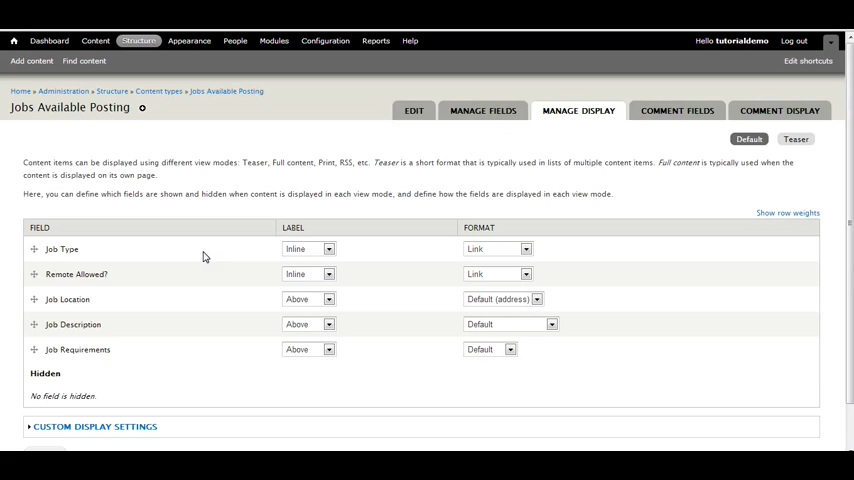 Dashboard Content Structure Appearance People Modules Configuration Reports Help Hello tutorialdemo Log out
Add content Find content Edit shortcuts
Home » Administration » Structure » Content types » Jobs Available Posting
Jobs Available Posting
EDIT MANAGE FIELDS MANAGE DISPLAY COMMENT FIELDS COMMENT DISPLAY
Default Teaser
Content items can be displayed using different view modes: Teaser, Full content, Print, RSS, etc. Teaser is a short format that is typically used in lists of multiple content items. Full content is typically used when the
content is displayed on its own page.
Here, you can define which fields are shown and hidden when content is displayed in each view mode, and define how the fields are displayed in each view mode.
Show row weights
FIELD LABEL FORMAT
Job Type Inline Link
Remote Allowed? Inline Link
Job Location Above Default (address)
Job Description Above Default
Job Requirements Above Default
Hidden
No field is hidden.
CUSTOM DISPLAY SETTINGS